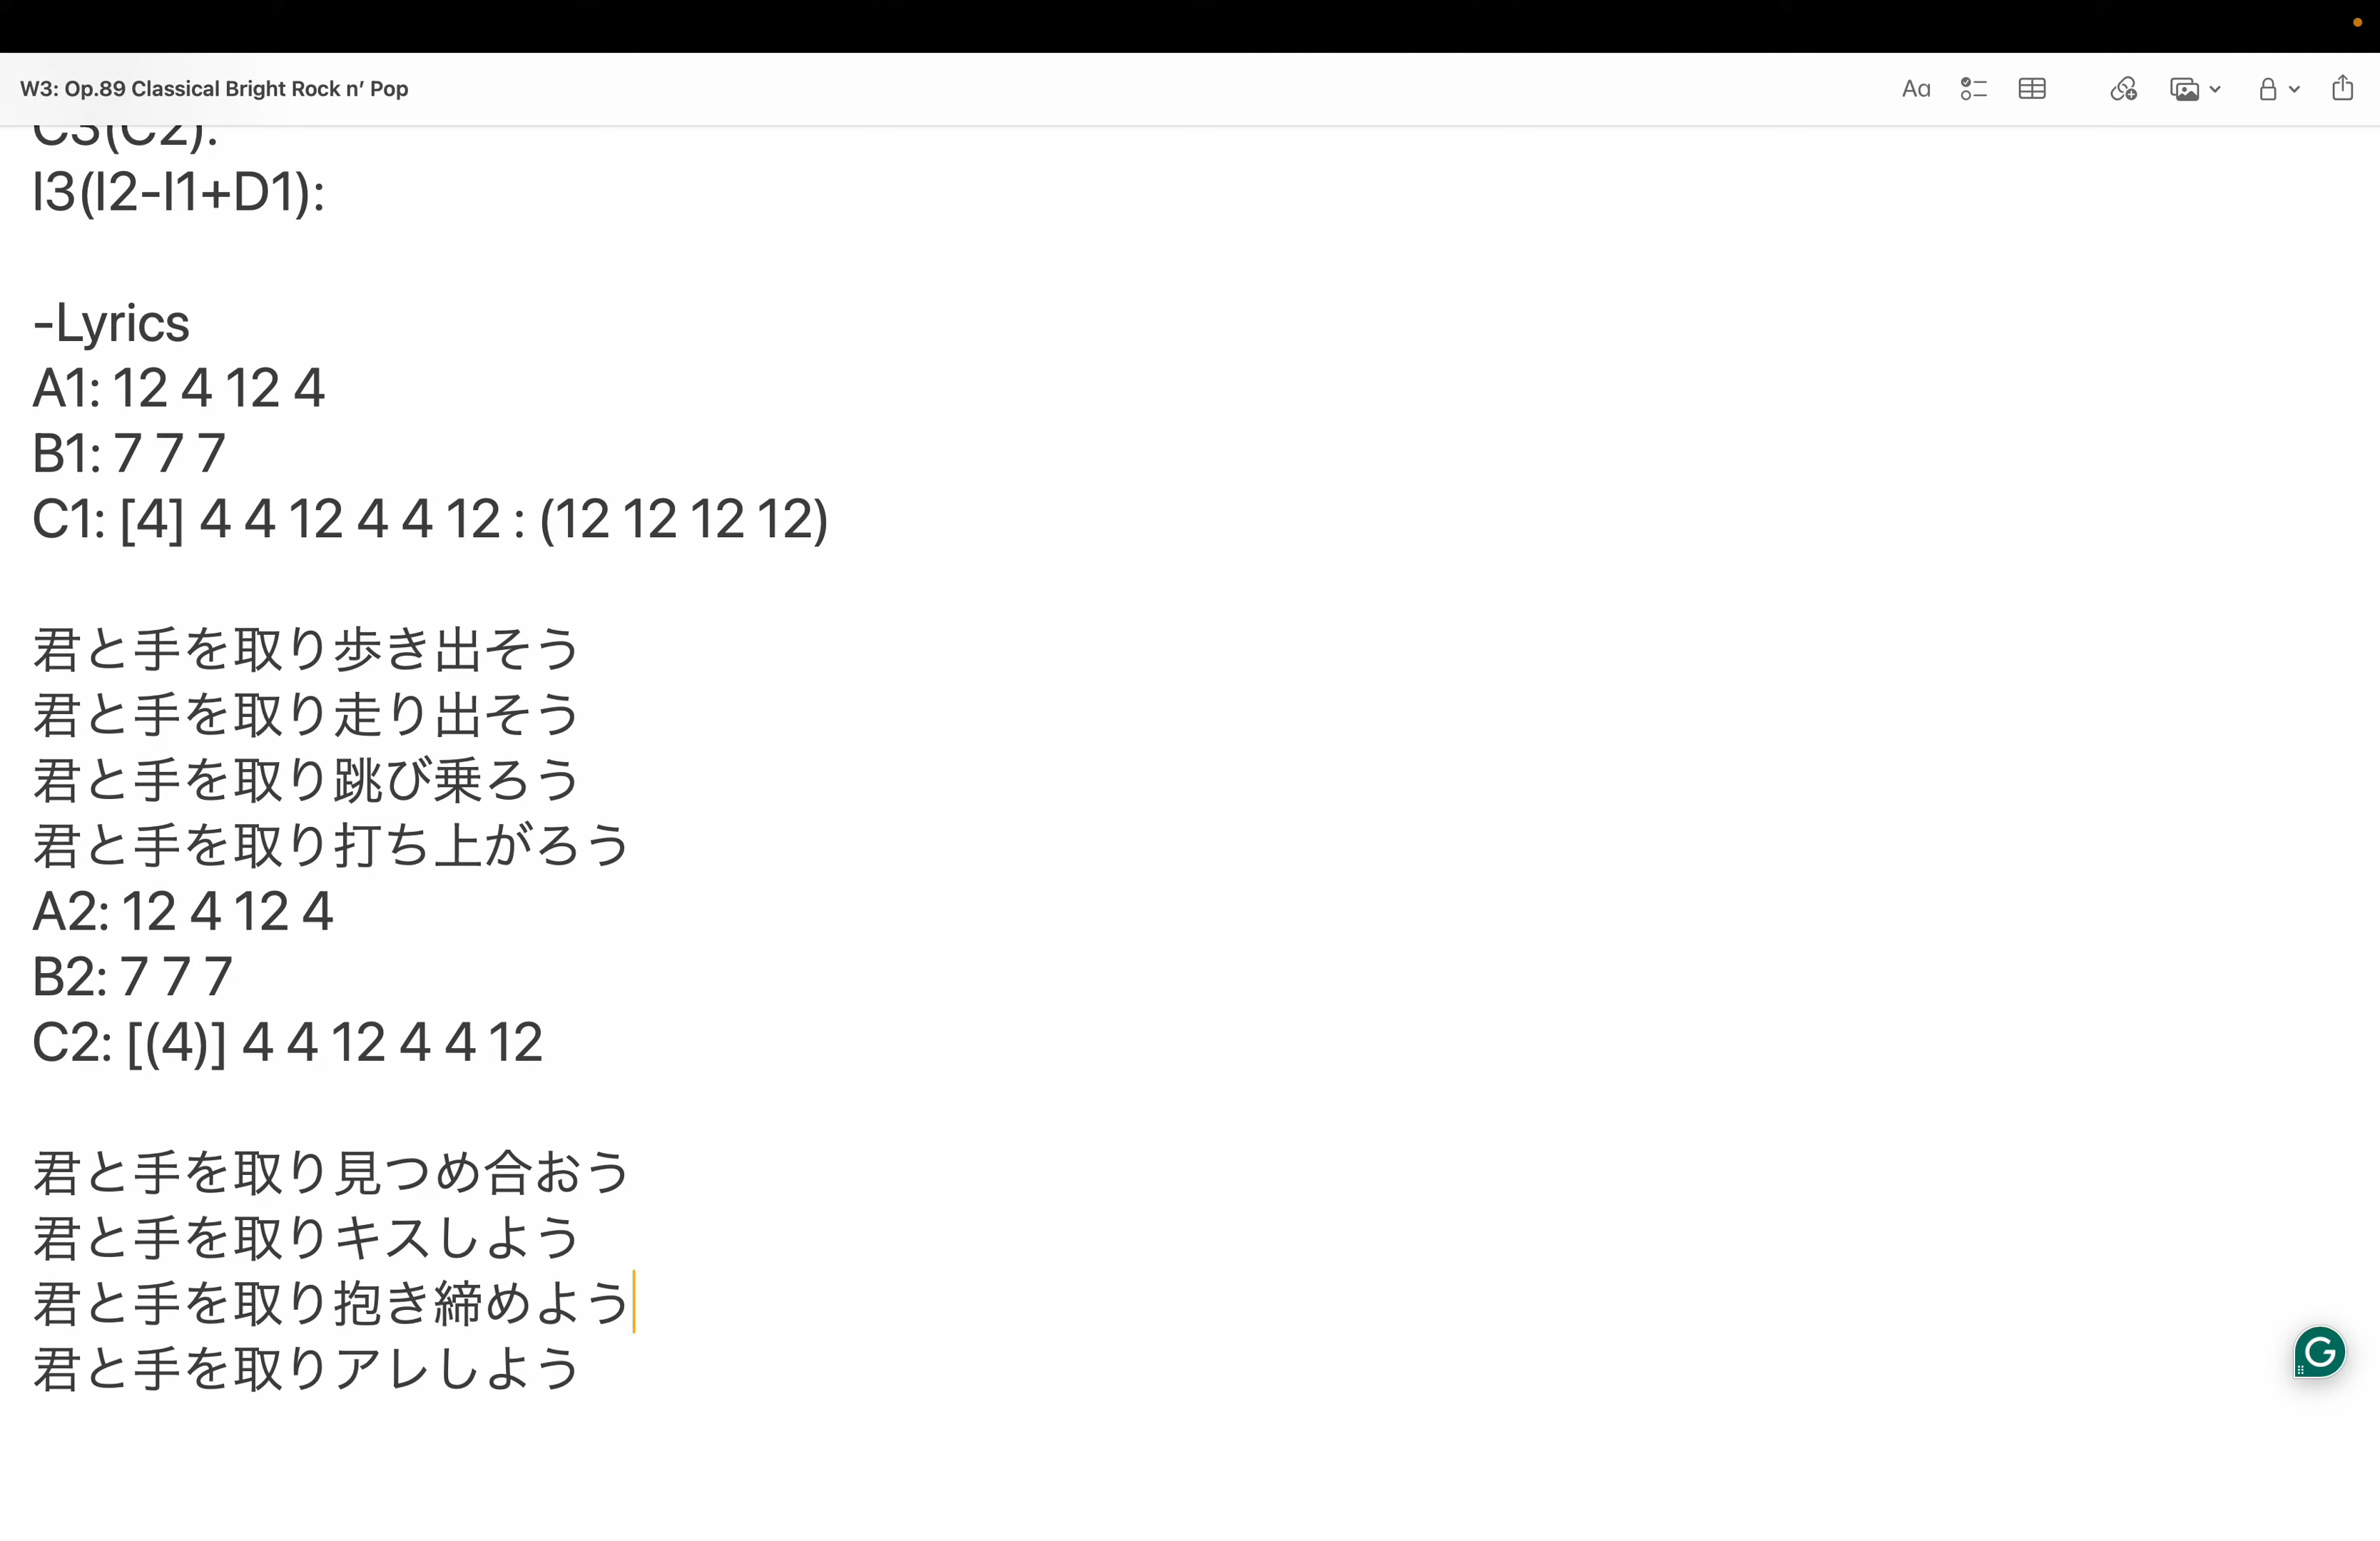 W3: Op.89 Classical Bright Rock n’ Pop
Aa
C3(C2):
I3(I2-I1+D1):
-Lyrics
A1: 12 4 12 4
B1: 7 7 7
C1: [4] 4 4 12 4 4 12 : (12 12 12 12)
君と手を取り歩き出そう
君と手を取り走り出そう
君と手を取り跳び乗ろう
君と手を取り打ち上がろう
A2: 12 4 12 4
B2: 7 7 7
C2: [(4)] 4 4 12 4 4 12
君と手を取り見つめ合おう
君と手を取りキスしよう
君と手を取り抱き締めよう
君と手を取りアレしよう